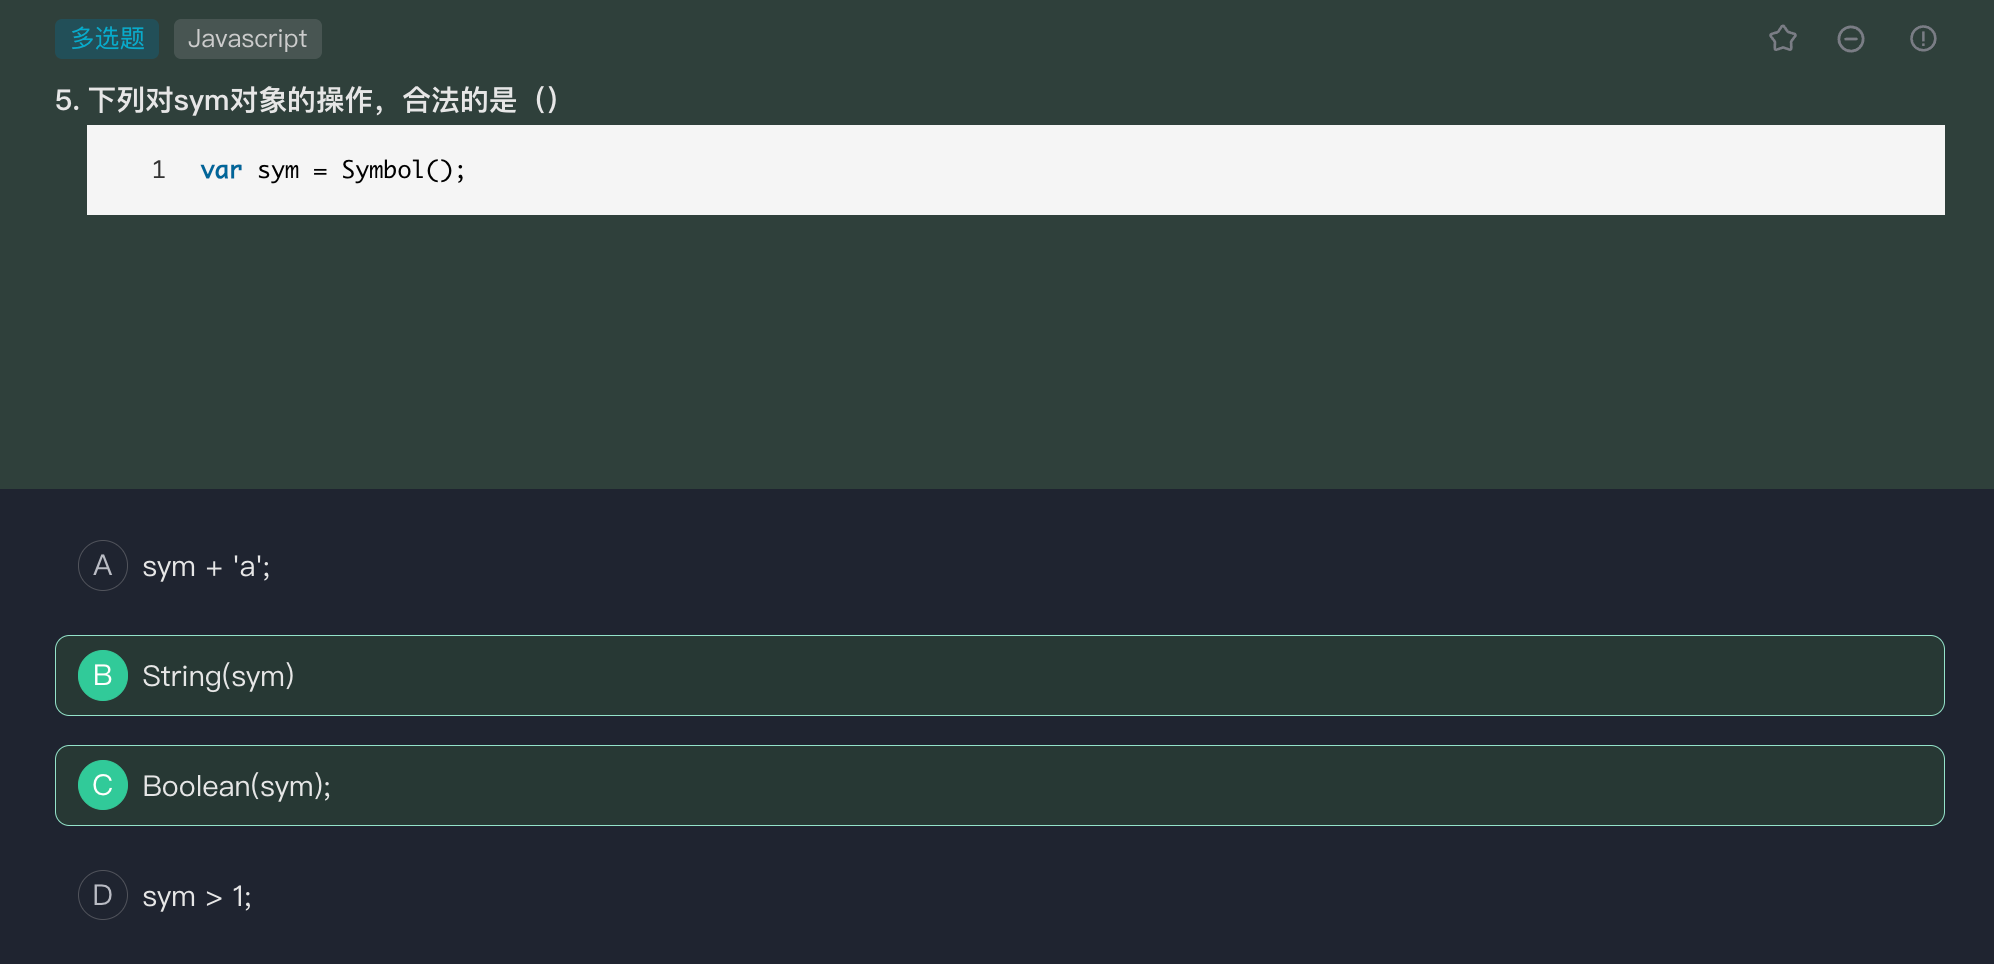 多选题 Javascript
5. 下列对sym对象的操作，合法的是（）
1 var sym = Symbol();
A sym + 'a';
B String(sym)
C Boolean(sym);
D sym > 1;